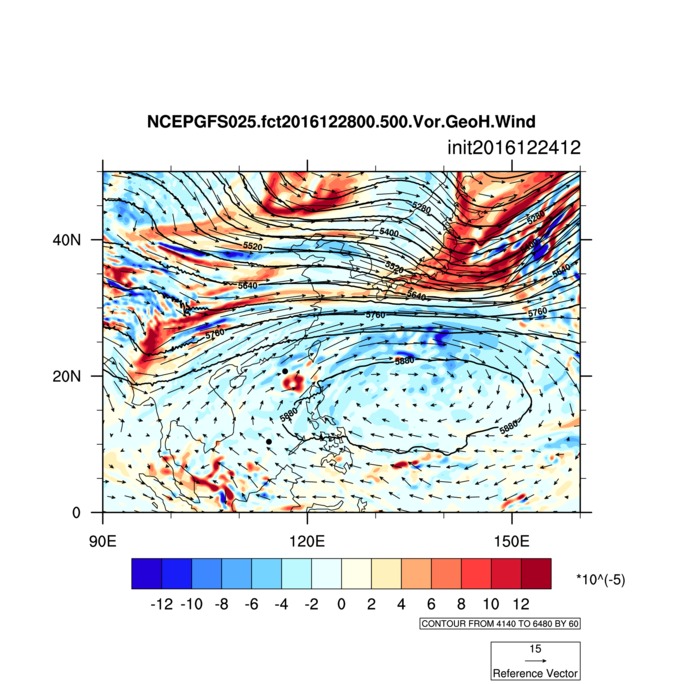 NCEPGFS025.fct2016122800.500.Vor.GeoH.Wind
init2016122412
5280
5280
5400
5520
5520
5640
5640
5640
5760
5760
5760
5880
5880
5880
40N
20N
0
90E 120E 150E
-12 -10 -8 -6 -4 -2 0 2 4 6 8 10 12 *10^(-5)
CONTOUR FROM 4140 TO 6480 BY 60
15
Reference Vector